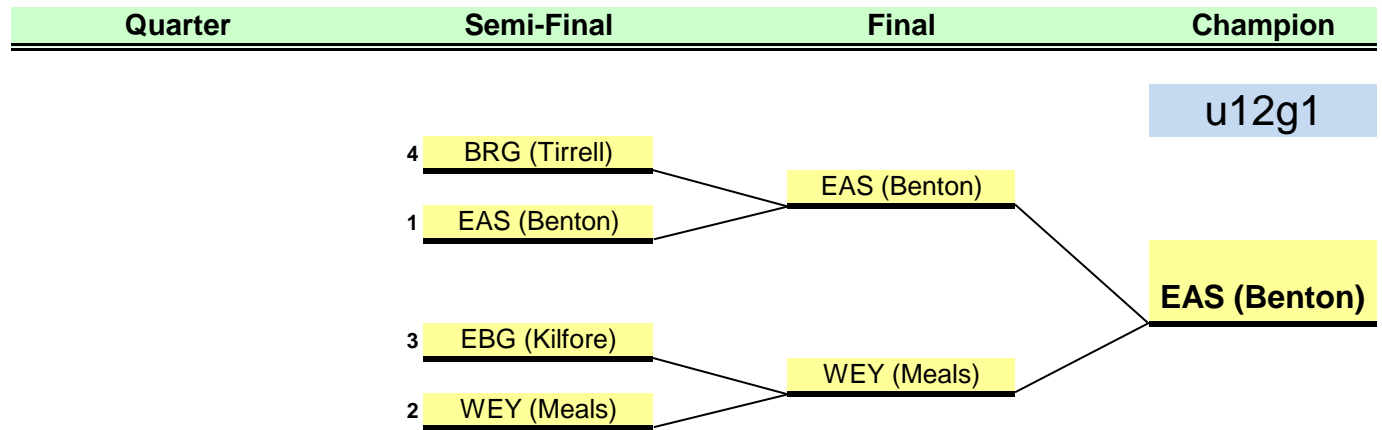 Quarter Semi-Final Final Champion
u12g1
4 BRG (Tirrell)
EAS (Benton)
1 EAS (Benton)
EAS (Benton)
3 EBG (Kilfore)
WEY (Meals)
2 WEY (Meals)